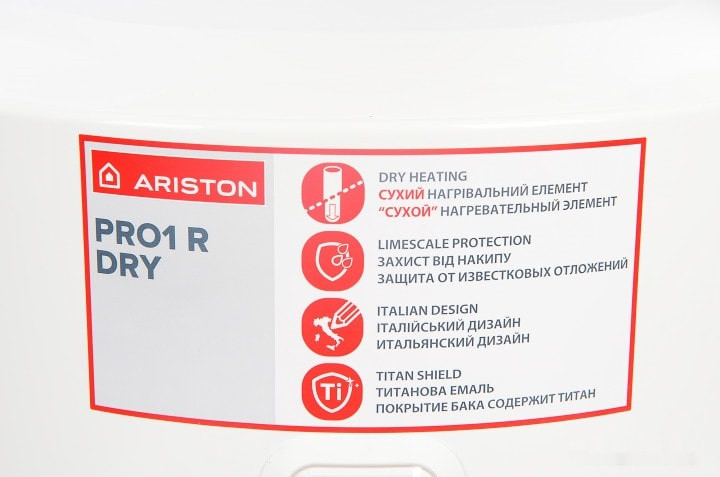 ARISTON
PRO1 R
DRY
DRY HEATING
СУХИЙ НАГРІВАЛЬНИЙ ЕЛЕМЕНТ
“СУХОЙ” НАГРЕВАТЕЛЬНЫЙ ЭЛЕМЕНТ
LIMESCALE PROTECTION
ЗАХИСТ ВІД НАКИПУ
ЗАЩИТА ОТ ИЗВЕСТКОВЫХ ОТЛОЖЕНИЙ
ITALIAN DESIGN
ІТАЛІЙСЬКИЙ ДИЗАЙН
ИТАЛЬЯНСКИЙ ДИЗАЙН
Ti
TITAN SHIELD
ТИТАНОВА ЕМАЛЬ
ПОКРЫТИЕ БАКА СОДЕРЖИТ ТИТАН